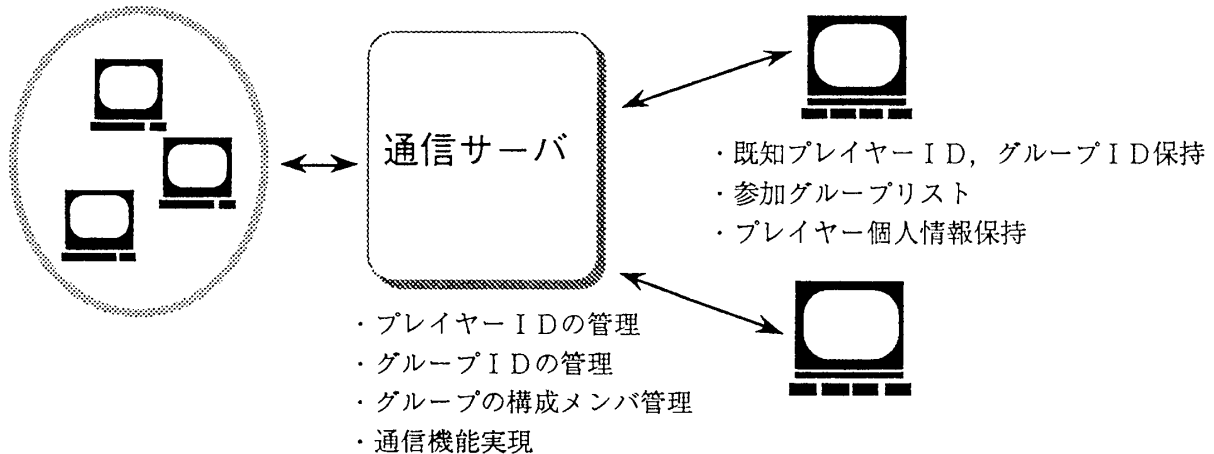 通信サーバ
・既知プレイヤーＩＤ，グループＩＤ保持
・参加グループリスト
・プレイヤー個人情報保持
・プレイヤーＩＤの管理
・グループＩＤの管理
・グループの構成メンバ管理
・通信機能実現